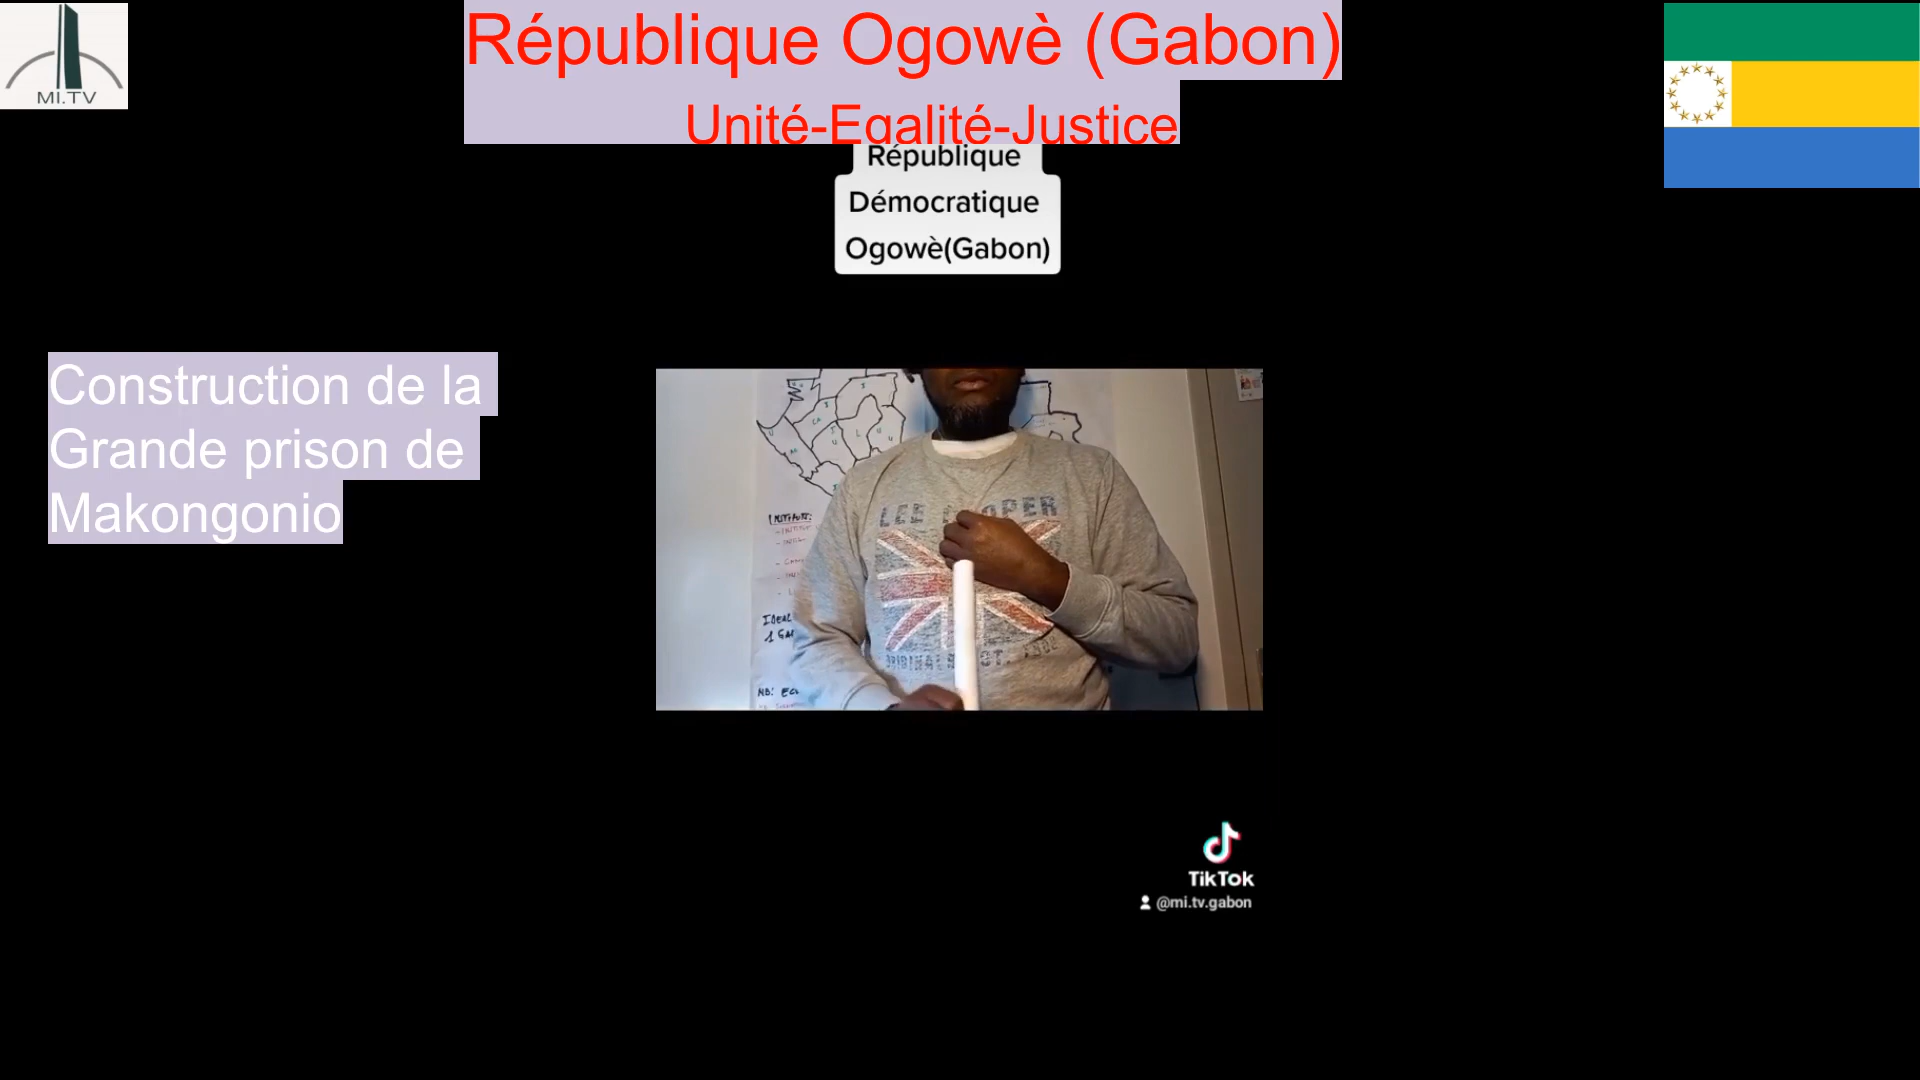 MI.TV
République Ogowè (Gabon)
Unité-Egalité-Justice
République
Démocratique
Ogowè(Gabon)
Construction de la
Grande prison de
Makongonio
LEE
TikTok
@mi.tv.gabon